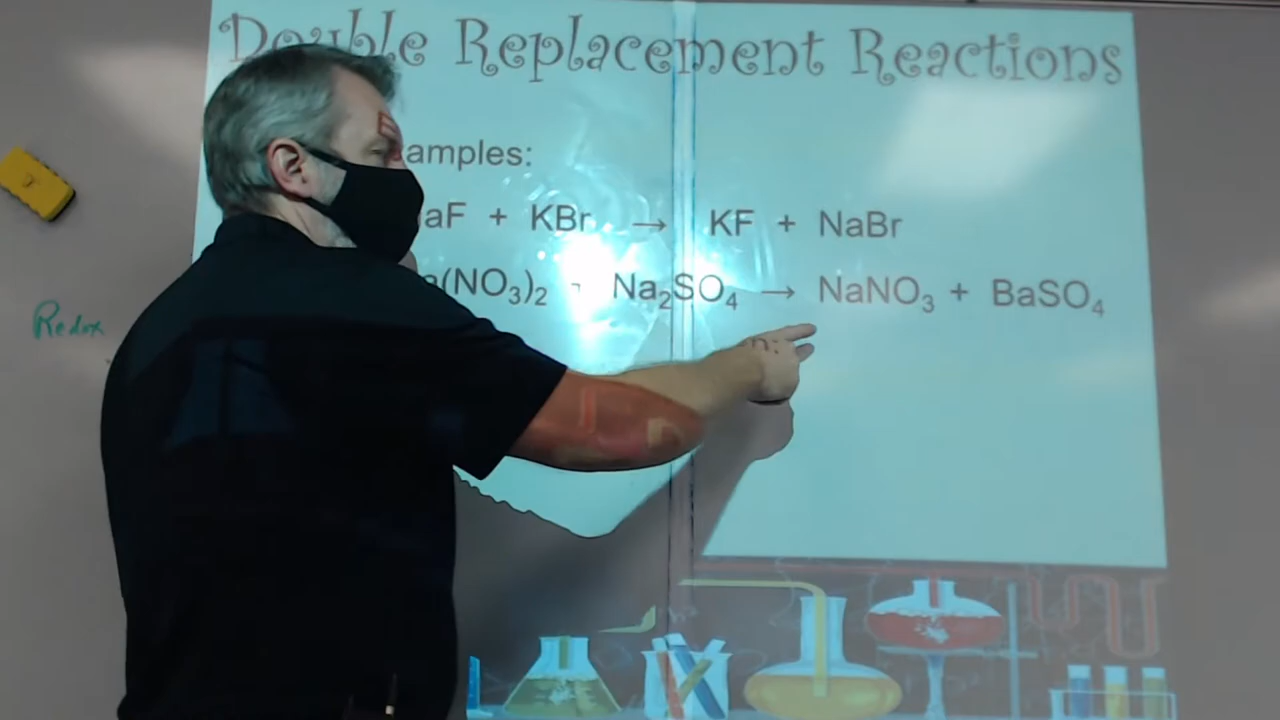 Double Replacement Reactions
amples:
aF + KBr → KF + NaBr
(NO₃)₂ - Na₂SO₄ → NaNO₃ + BaSO₄
Redox